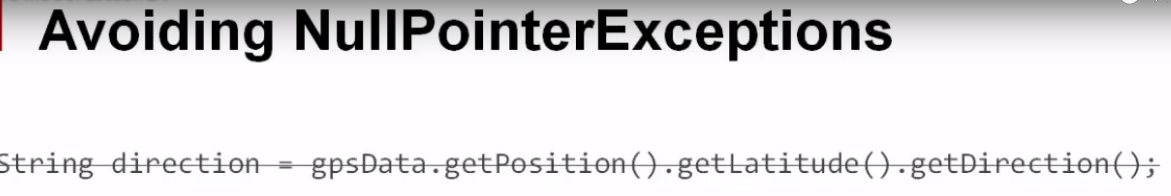 Avoiding NullPointerExceptions
String direction = gpsData.getPosition().getLatitude().getDirection();